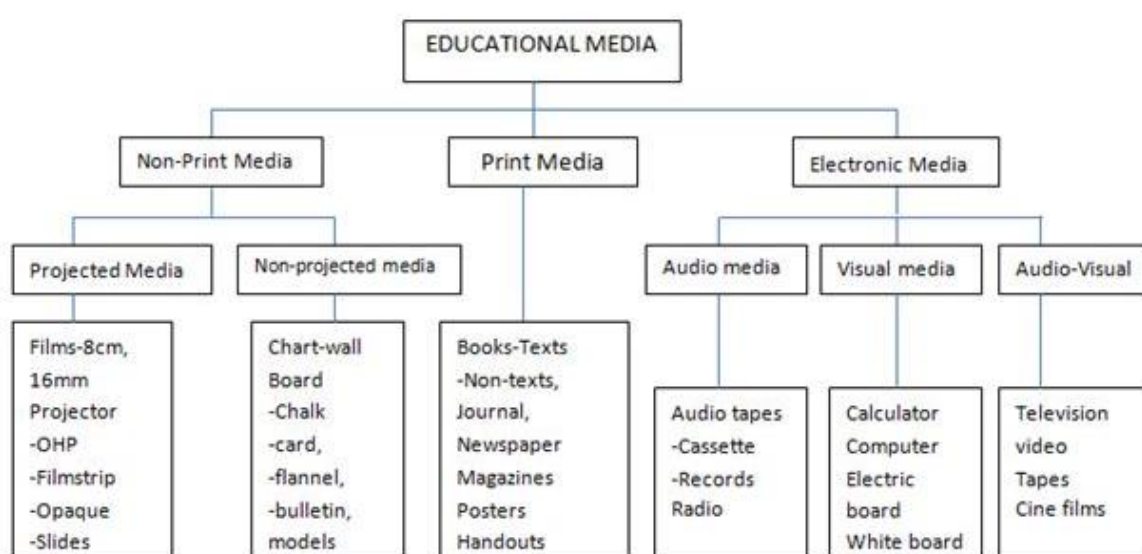 EDUCATIONAL MEDIA
Non-Print Media
Print Media
Electronic Media
Projected Media
Non-projected media
Audio media
Visual media
Audio-Visual
Films-8cm,
16mm
Projector
-OHP
-Filmstrip
-Opaque
-Slides
Chart-wall
Board
-Chalk
-card,
-flannel,
-bulletin,
models
Books-Texts
-Non-texts,
Journal,
Newspaper
Magazines
Posters
Handouts
Audio tapes
-Cassette
-Records
Radio
Calculator
Computer
Electric
board
White board
Television
video
Tapes
Cine films